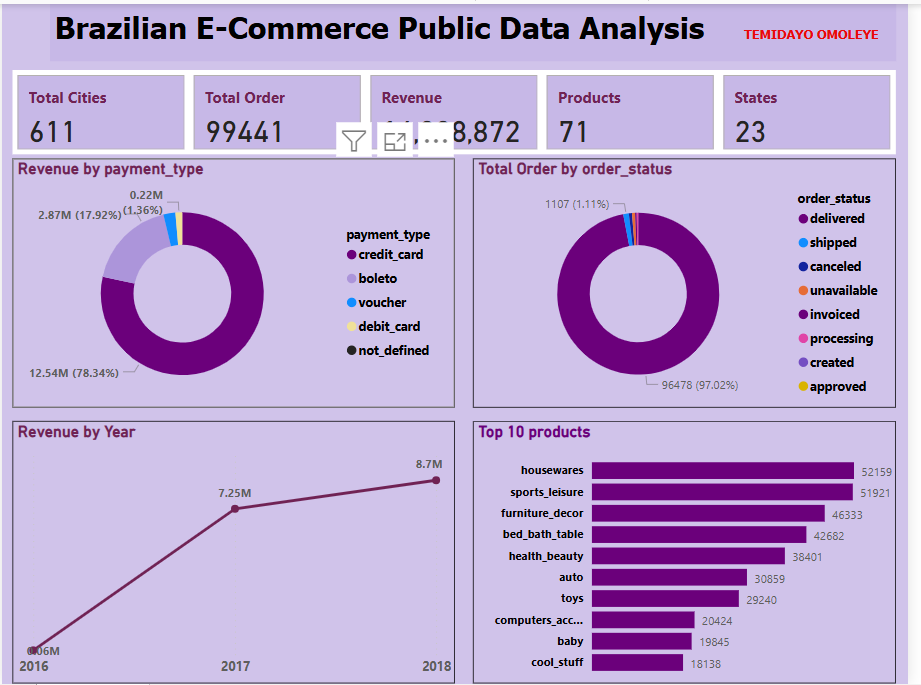 Brazilian E-Commerce Public Data Analysis
TEMIDAYO OMOLEYE
Total Cities
611
Total Order
99441
Revenue
8,872
Products
71
States
23
Revenue by payment_type
0.22M
(1.36%)
2.87M (17.92%)
12.54M (78.34%)
payment_type
credit_card
boleto
voucher
debit_card
not_defined
Total Order by order_status
1107 (1.11%)
96478 (97.02%)
order_status
delivered
shipped
canceled
unavailable
invoiced
processing
created
approved
Revenue by Year
0.06M
7.25M
8.7M
2016
2017
2018
Top 10 products
housewares 52159
sports_leisure 51921
furniture_decor 46333
bed_bath_table 42682
health_beauty 38401
auto 30859
toys 29240
computers_acc... 20424
baby 19845
cool_stuff 18138